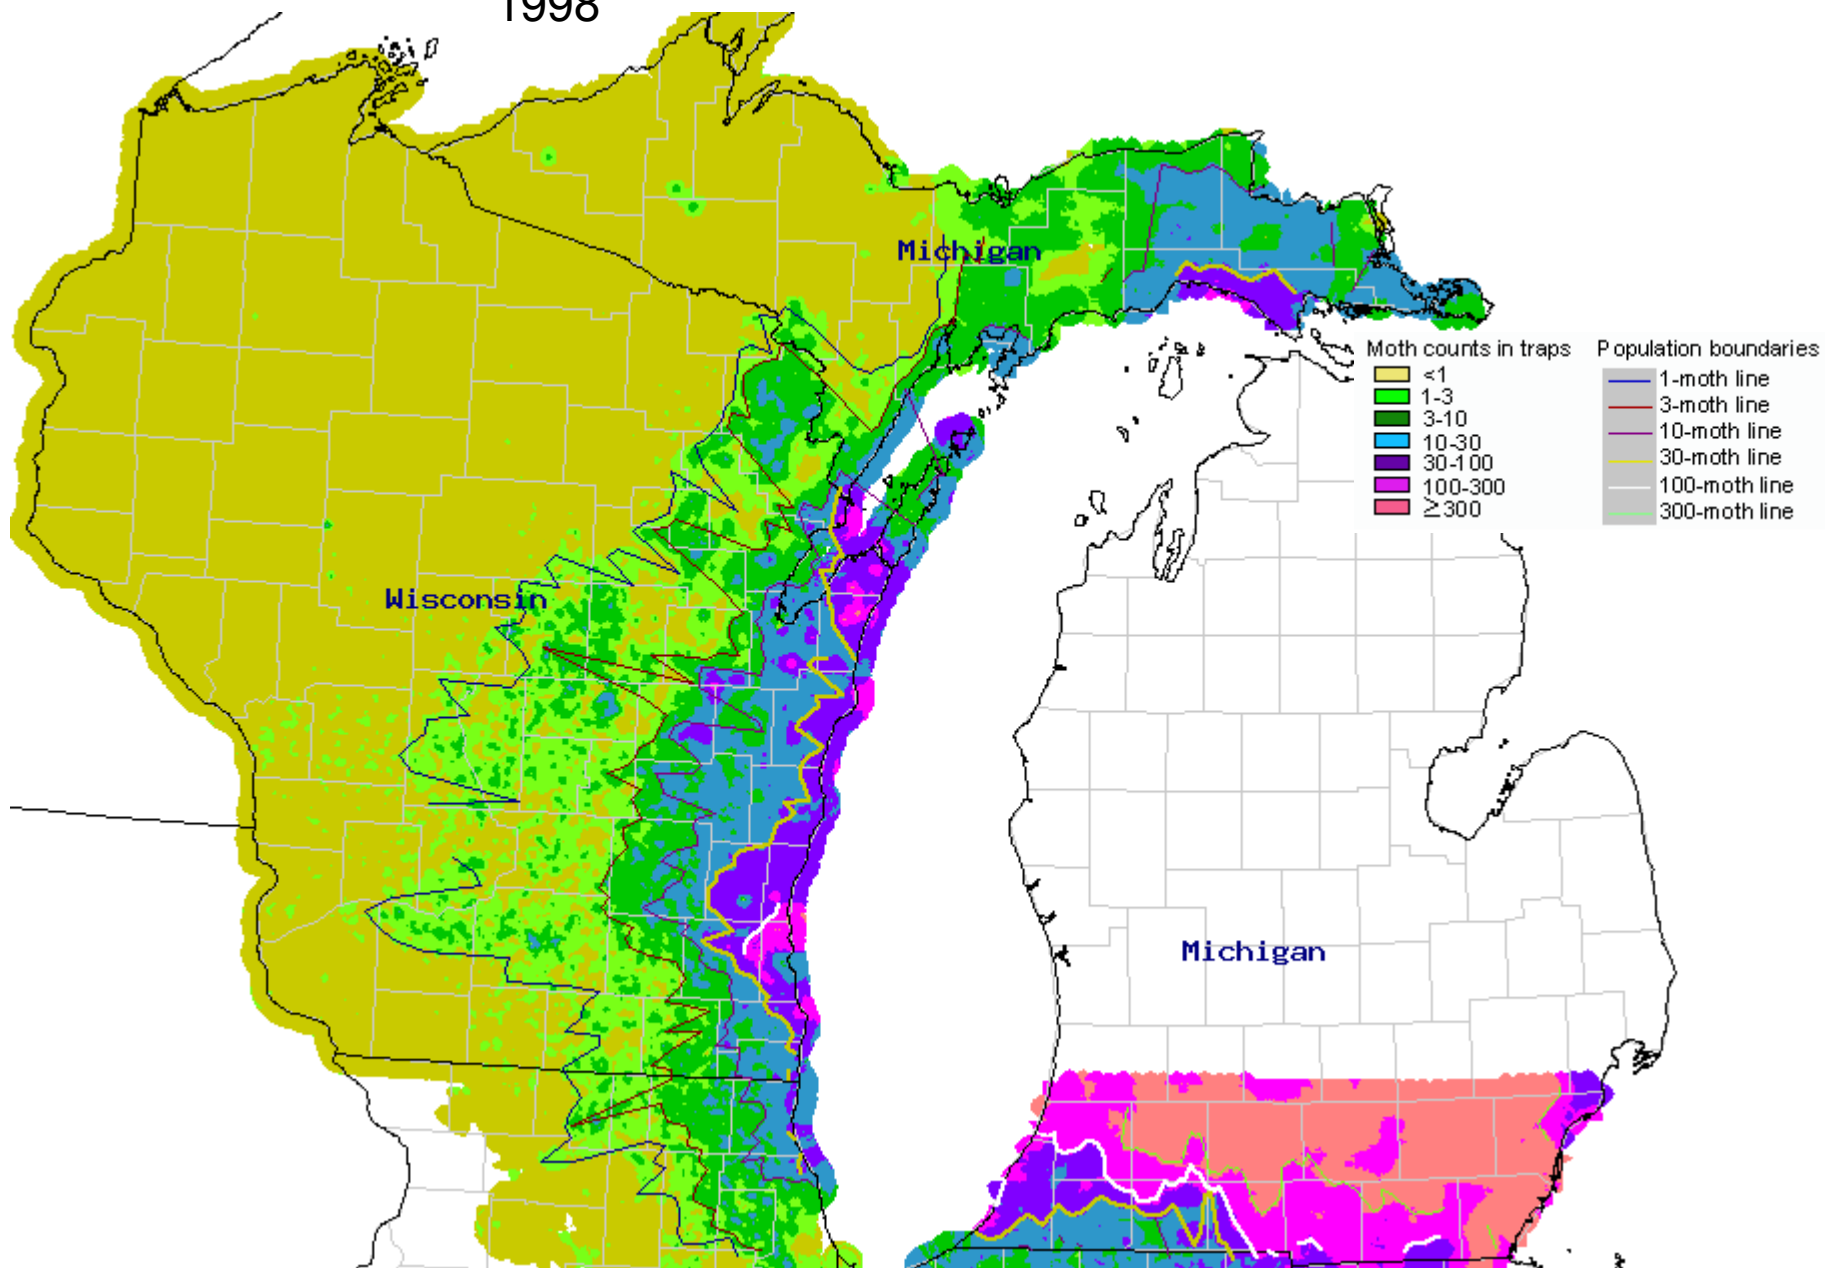 1998
Michigan
Moth counts in traps
<1
1-3
3-10
10-30
30-100
100-300
≥300
Population boundaries
1-moth line
3-moth line
10-moth line
30-moth line
100-moth line
300-moth line
Wisconsin
Michigan